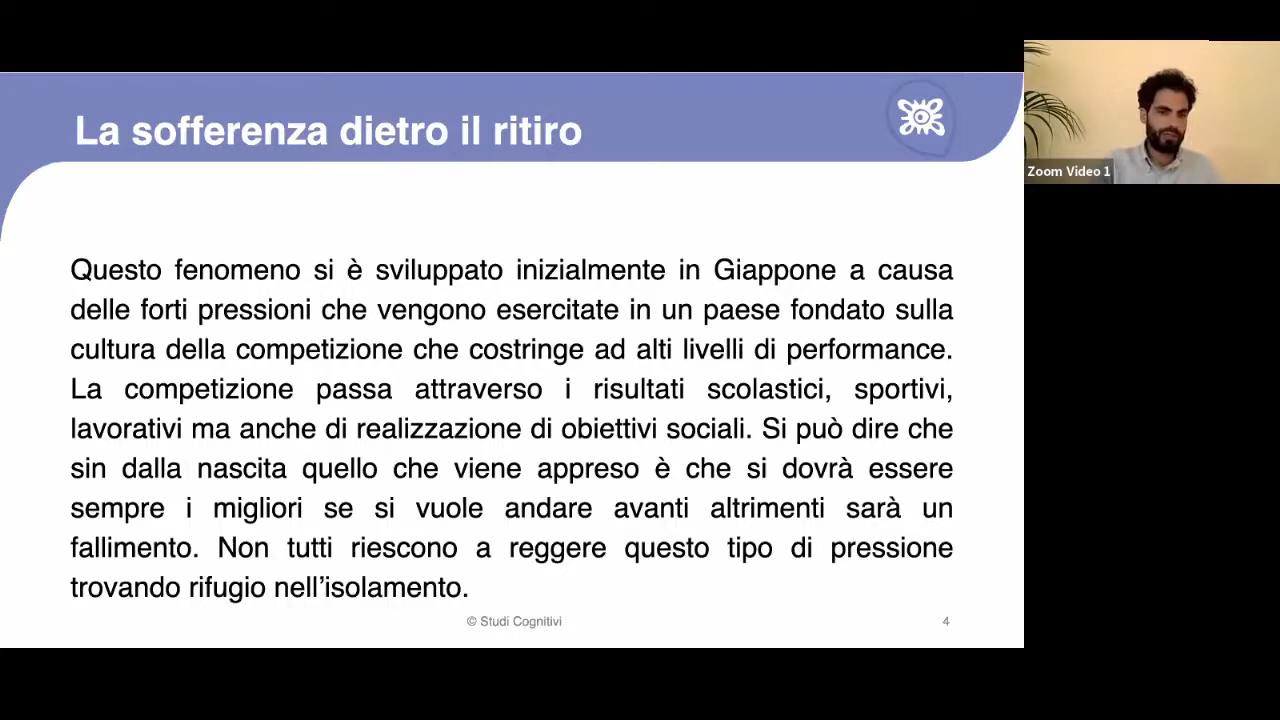 La sofferenza dietro il ritiro
Zoom Video 1
Questo fenomeno si è sviluppato inizialmente in Giappone a causa
delle forti pressioni che vengono esercitate in un paese fondato sulla
cultura della competizione che costringe ad alti livelli di performance.
La competizione passa attraverso i risultati scolastici, sportivi,
lavorativi ma anche di realizzazione di obiettivi sociali. Si può dire che
sin dalla nascita quello che viene appreso è che si dovrà essere
sempre i migliori se si vuole andare avanti altrimenti sarà un
fallimento. Non tutti riescono a reggere questo tipo di pressione
trovando rifugio nell’isolamento.
© Studi Cognitivi
4